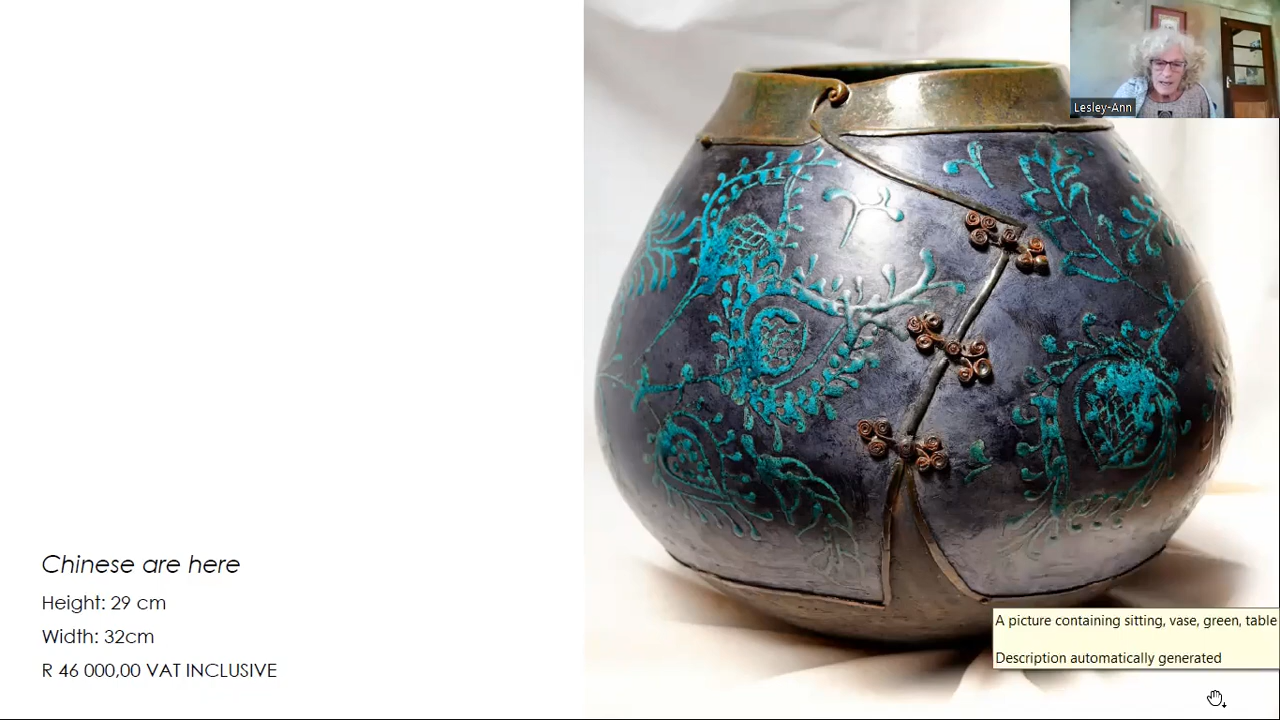 Lesley-Ann
Chinese are here
Height: 29 cm
Width: 32cm
R 46 000,00 VAT INCLUSIVE
A picture containing sitting, vase, green, table
Description automatically generated